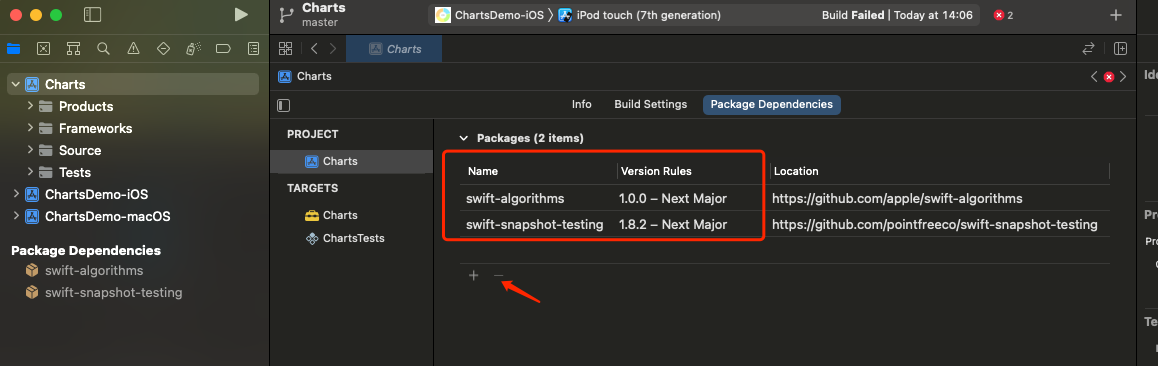 Charts
master
ChartsDemo-iOS
iPod touch (7th generation)
Build Failed | Today at 14:06
2
Charts
Charts
Info
Build Settings
Package Dependencies
Charts
Products
Frameworks
Source
Tests
ChartsDemo-iOS
ChartsDemo-macOS
Package Dependencies
swift-algorithms
swift-snapshot-testing
PROJECT
Charts
TARGETS
Charts
ChartsTests
Packages (2 items)
Name Version Rules Location
swift-algorithms 1.0.0 – Next Major https://github.com/apple/swift-algorithms
swift-snapshot-testing 1.8.2 – Next Major https://github.com/pointfreeco/swift-snapshot-testing
Ide
Pro
Te